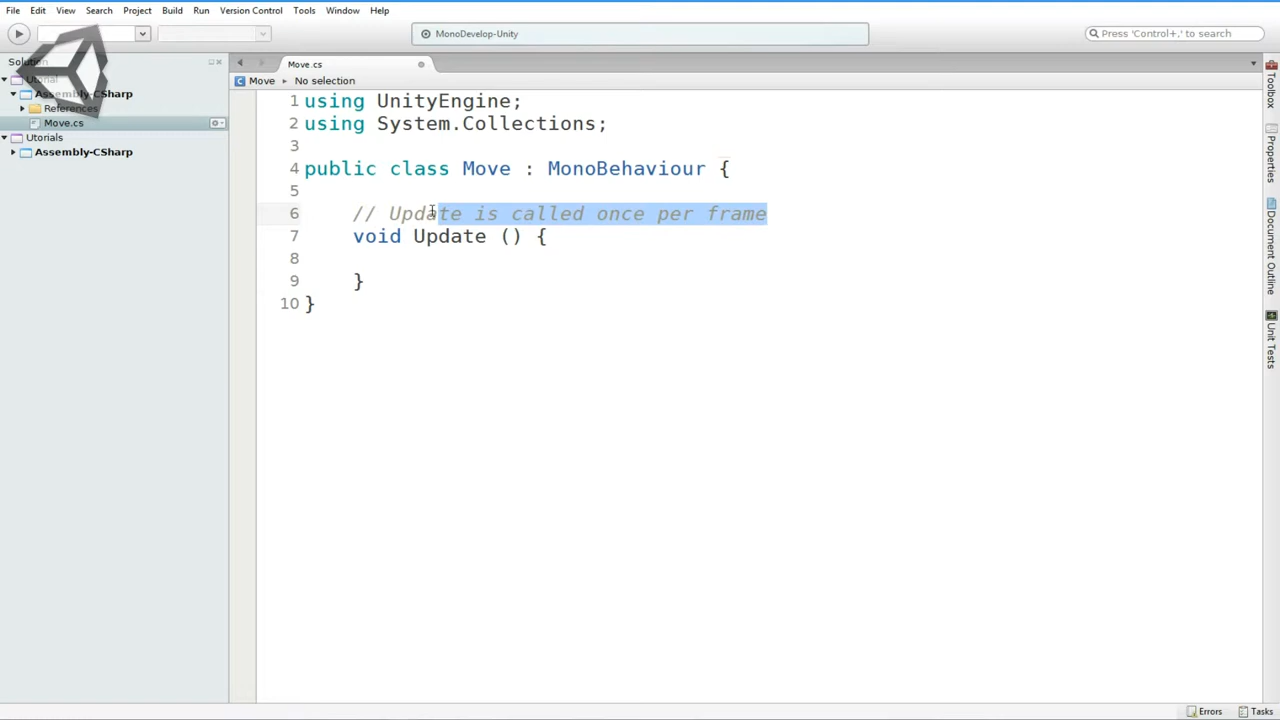 File Edit View Search Project Build Run Version Control Tools Window Help
MonoDevelop-Unity
Press 'Control+,' to search
Solution
Move.cs
Utorial
Move No selection
Assembly-CSharp
References
Move.cs
Utorials
Assembly-CSharp
1 using UnityEngine;
2 using System.Collections;
3
4 public class Move : MonoBehaviour {
5
6 // Update is called once per frame
7 void Update () {
8
9 }
10 }
Toolbox
Properties
Document Outline
Unit Tests
Errors Tasks